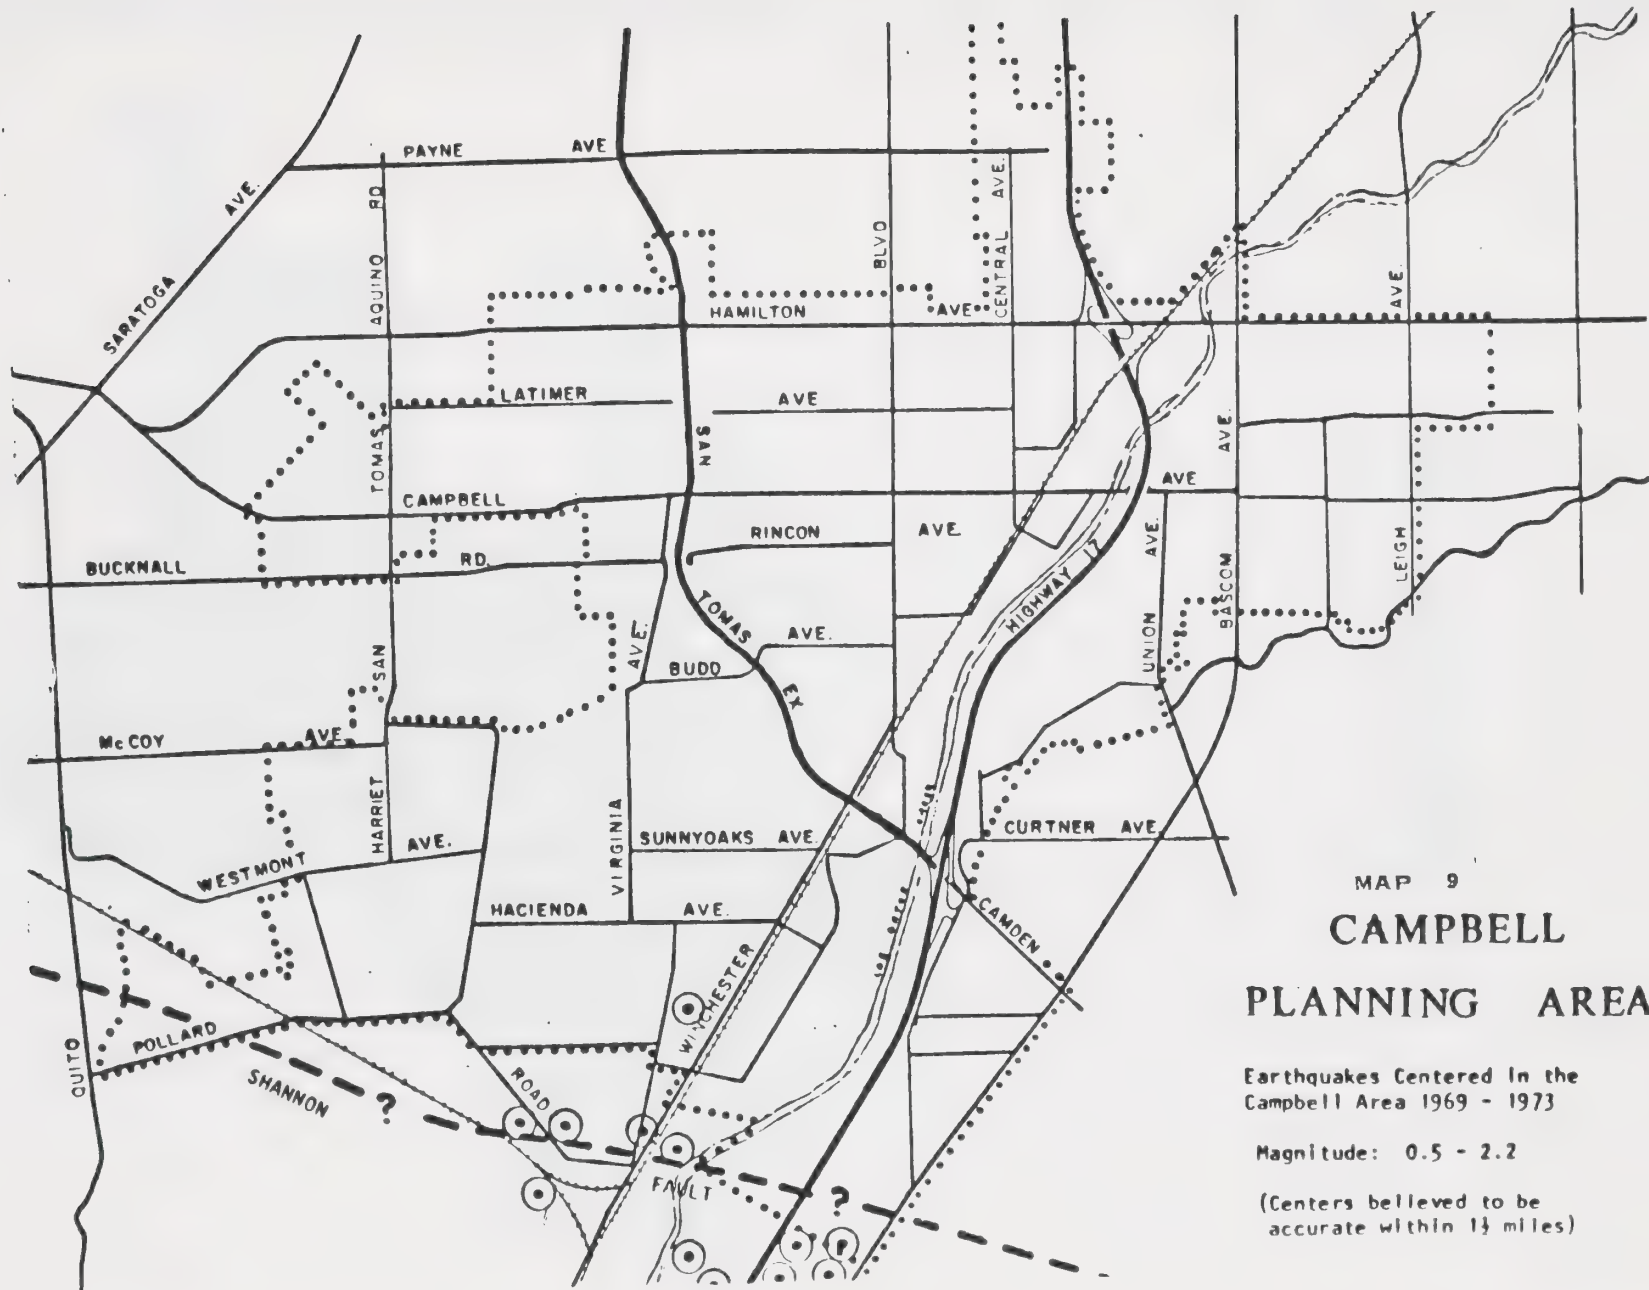 PAYNE AVE
SARATOGA AVE.
SAN TOMAS AQUINO RD
BLVD
CENTRAL AVE.
HAMILTON AVE
AVE.
LATIMER AVE
SAN TOMAS EX
CAMPBELL AVE
BASCOM AVE.
BUCKNALL RD.
RINCON AVE.
HIGHWAY 17
UNION AVE.
LEIGH
BUDD AVE.
McCOY AVE.
HARRIET
VIRGINIA AVE.
SUNNYOAKS AVE.
CURTNER AVE.
WESTMONT AVE.
HACIENDA AVE.
CAMDEN
WINCHESTER
QUITO
POLLARD ROAD
SHANNON ? FAULT ?
MAP 9
CAMPBELL
PLANNING AREA
Earthquakes Centered in the
Campbell Area 1969 - 1973
Magnitude: 0.5 - 2.2
(Centers believed to be
accurate within 1½ miles)